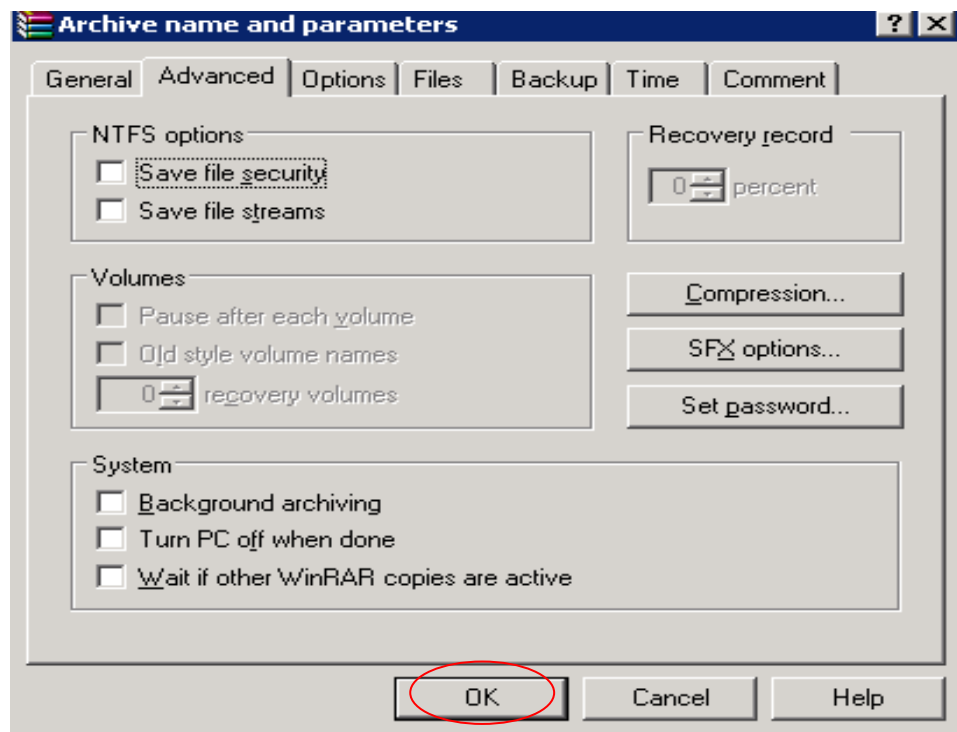 Archive name and parameters
General Advanced Options Files Backup Time Comment
NTFS options
Save file security
Save file streams
Recovery record
0 percent
Volumes
Pause after each volume
Old style volume names
0 recovery volumes
Compression...
SFX options...
Set password...
System
Background archiving
Turn PC off when done
Wait if other WinRAR copies are active
OK Cancel Help